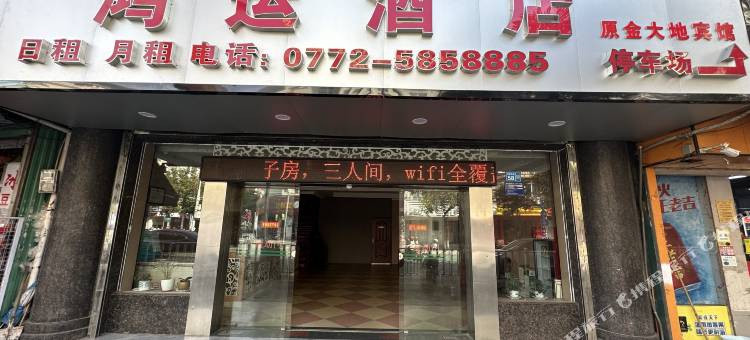 鸿运酒店
原金大地宾馆
日租 月租 电话: 0772-5858885
停车场
子房，三人间，wifi全覆